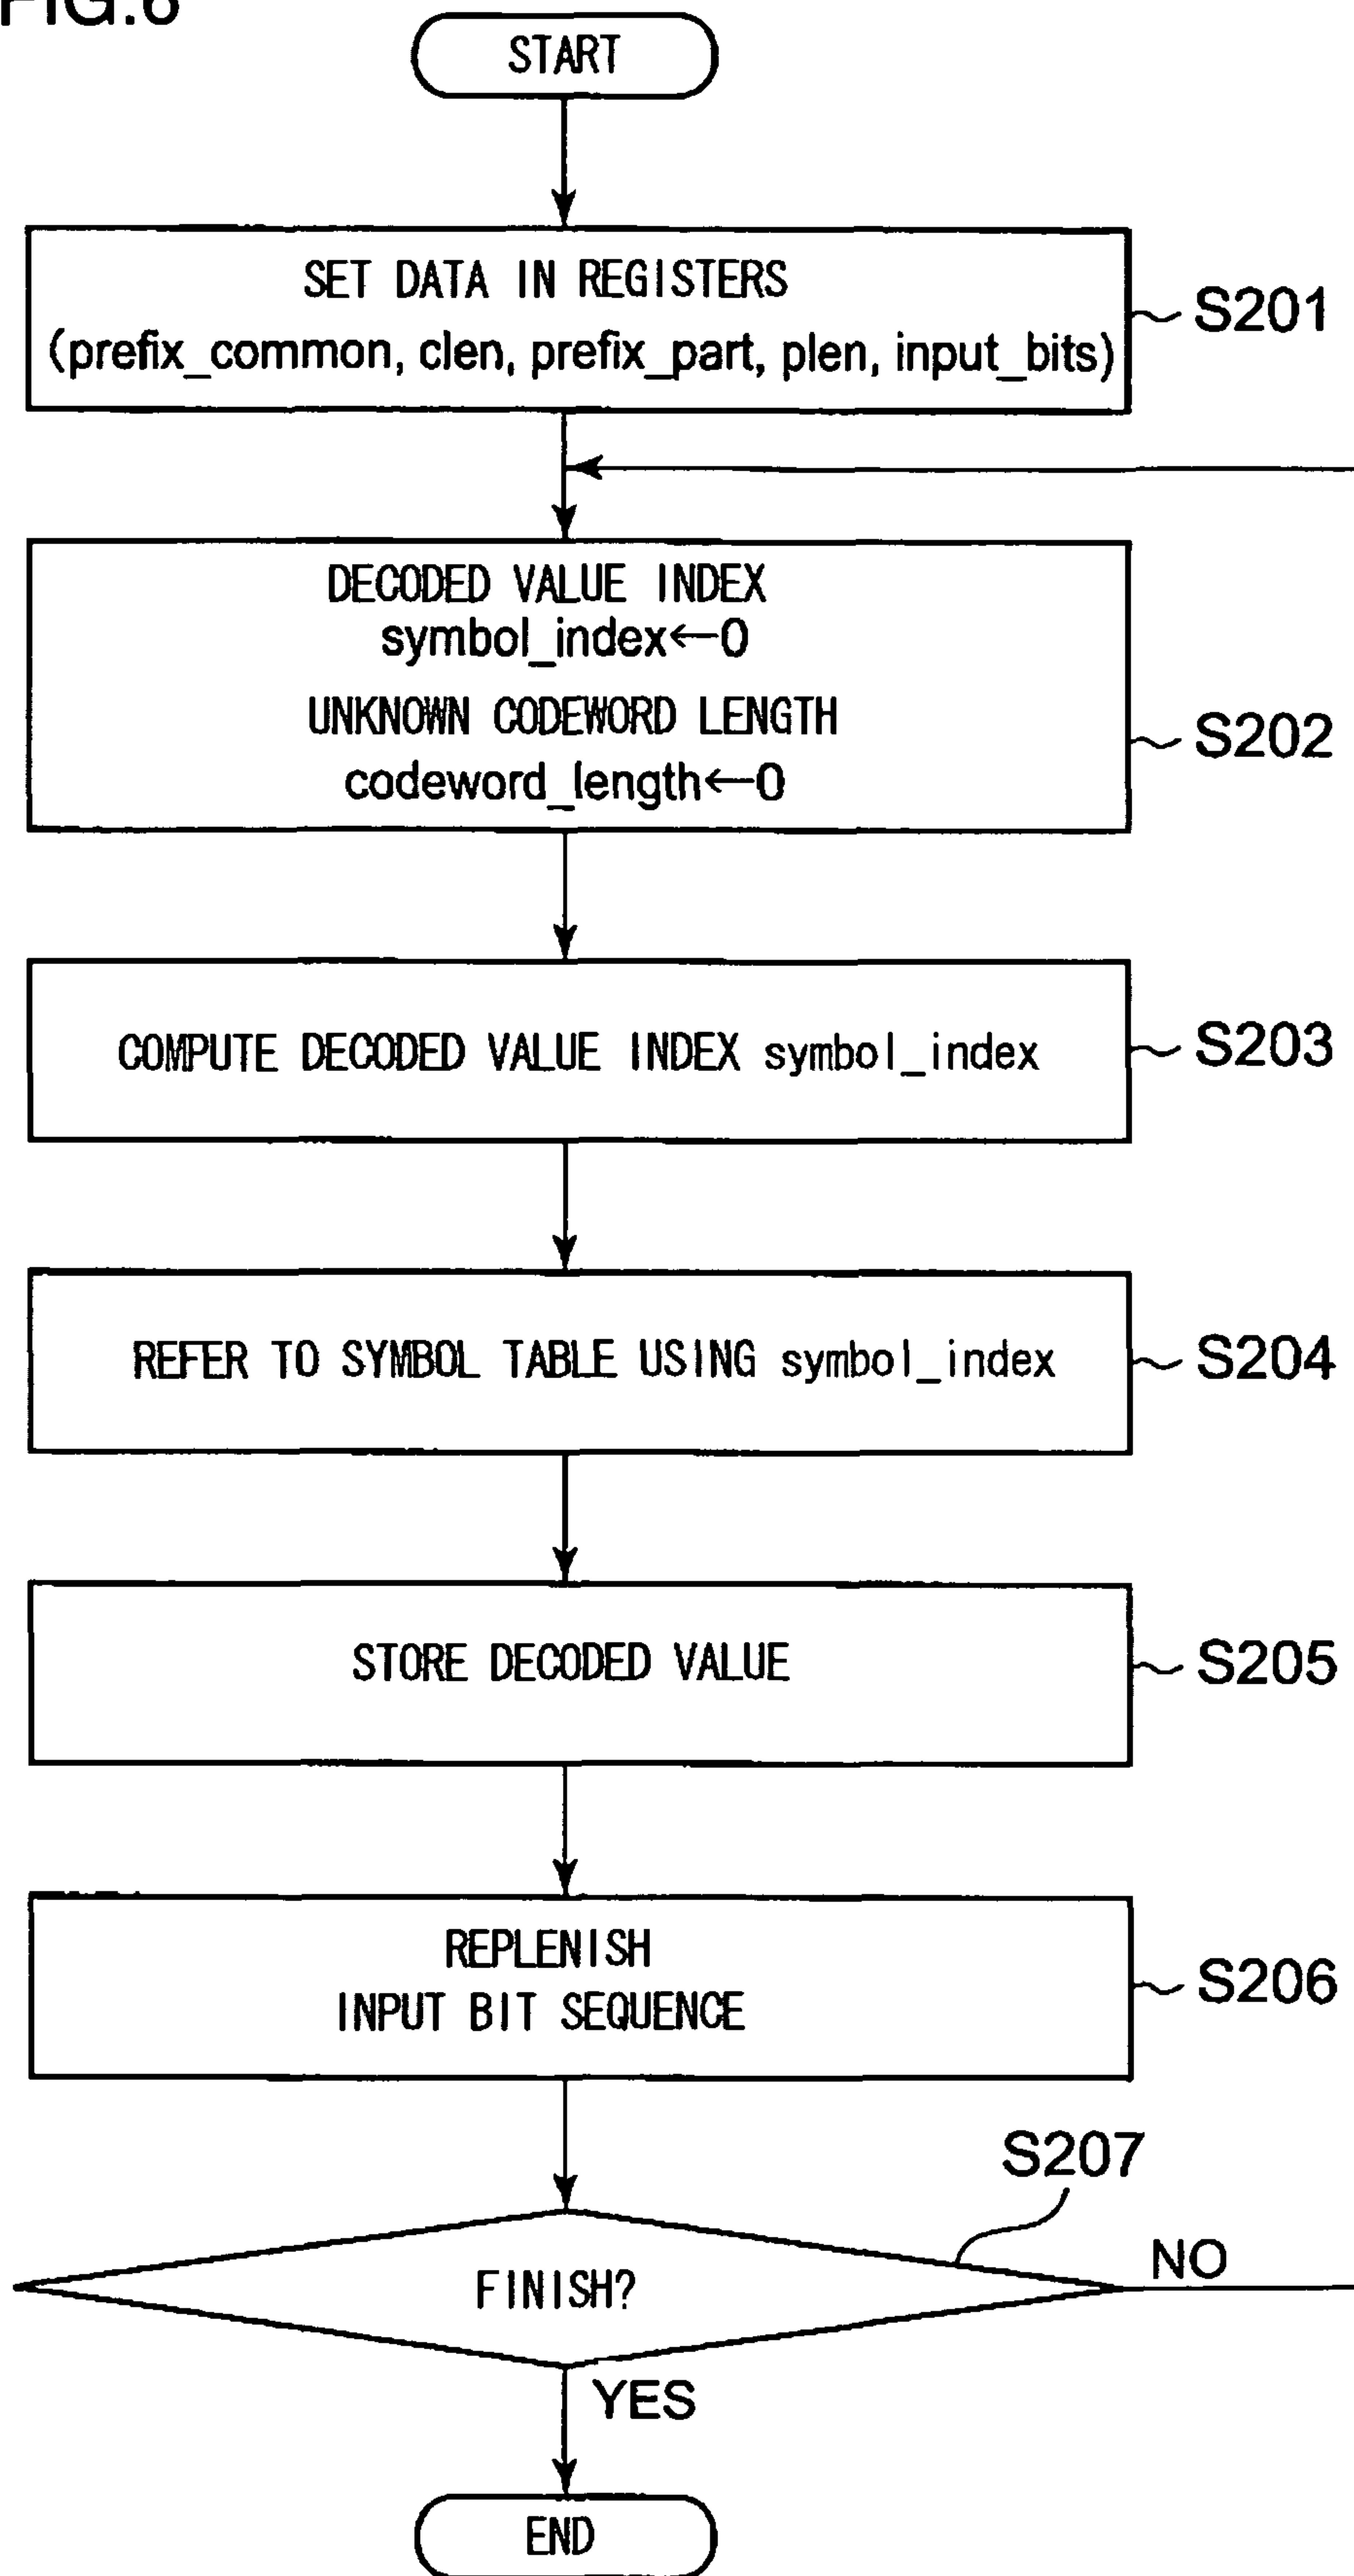 FIG.6
START
SET DATA IN REGISTERS
(prefix_common, clen, prefix_part, plen, input_bits)
S201
DECODED VALUE INDEX
symbol_index←0
UNKNOWN CODEWORD LENGTH
codeword_length←0
S202
COMPUTE DECODED VALUE INDEX symbol_index
S203
REFER TO SYMBOL TABLE USING symbol_index
S204
STORE DECODED VALUE
S205
REPLENISH
INPUT BIT SEQUENCE
S206
S207
FINISH?
NO
YES
END